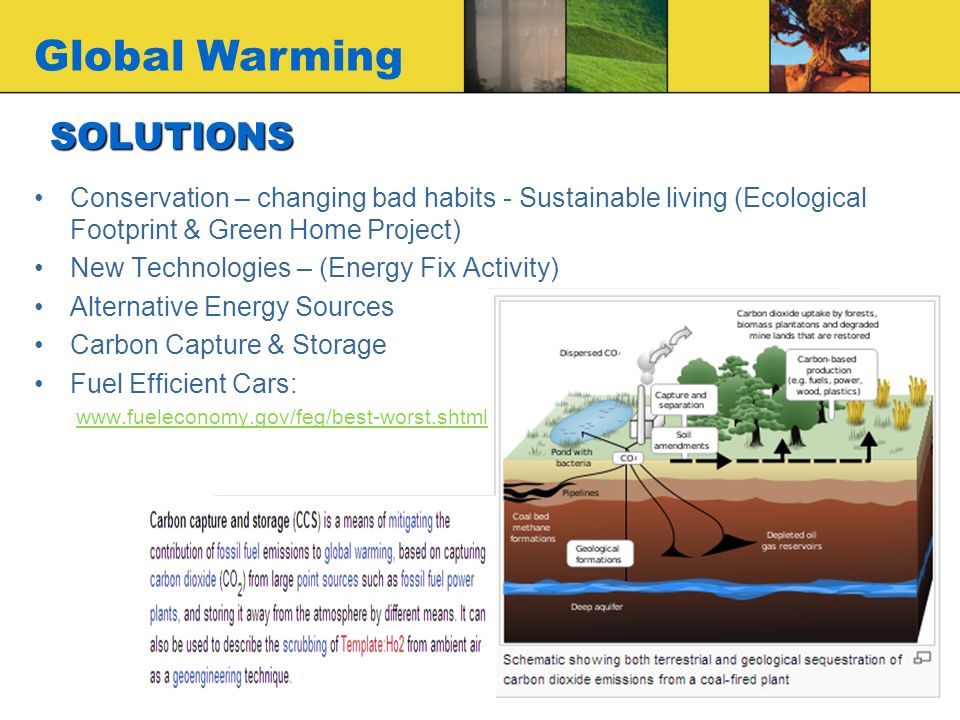 Global Warming
SOLUTIONS
• Conservation – changing bad habits - Sustainable living (Ecological
Footprint & Green Home Project)
• New Technologies – (Energy Fix Activity)
• Alternative Energy Sources
• Carbon Capture & Storage
• Fuel Efficient Cars:
www.fueleconomy.gov/feg/best-worst.shtml
Carbon capture and storage (CCS) is a means of mitigating the
contribution of fossil fuel emissions to global warming, based on capturing
carbon dioxide (CO₂) from large point sources such as fossil fuel power
plants, and storing it away from the atmosphere by different means. It can
also be used to describe the scrubbing of Template:Ho2 from ambient air
as a geoengineering technique.
Carbon dioxide uptake by forests,
biomass plantatons and degraded
mine lands that are restored
Dispersed CO₂
Carbon-based
production
(e.g. fuels, power,
wood, plastics)
Capture and
separation
Soil
amendments
Pond with
bacteria
CO₂
Pipelines
Coal bed
methane
formations
Depleted oil
gas reservoirs
Geological
formations
Deep aquifer
Schematic showing both terrestrial and geological sequestration of
carbon dioxide emissions from a coal-fired plant